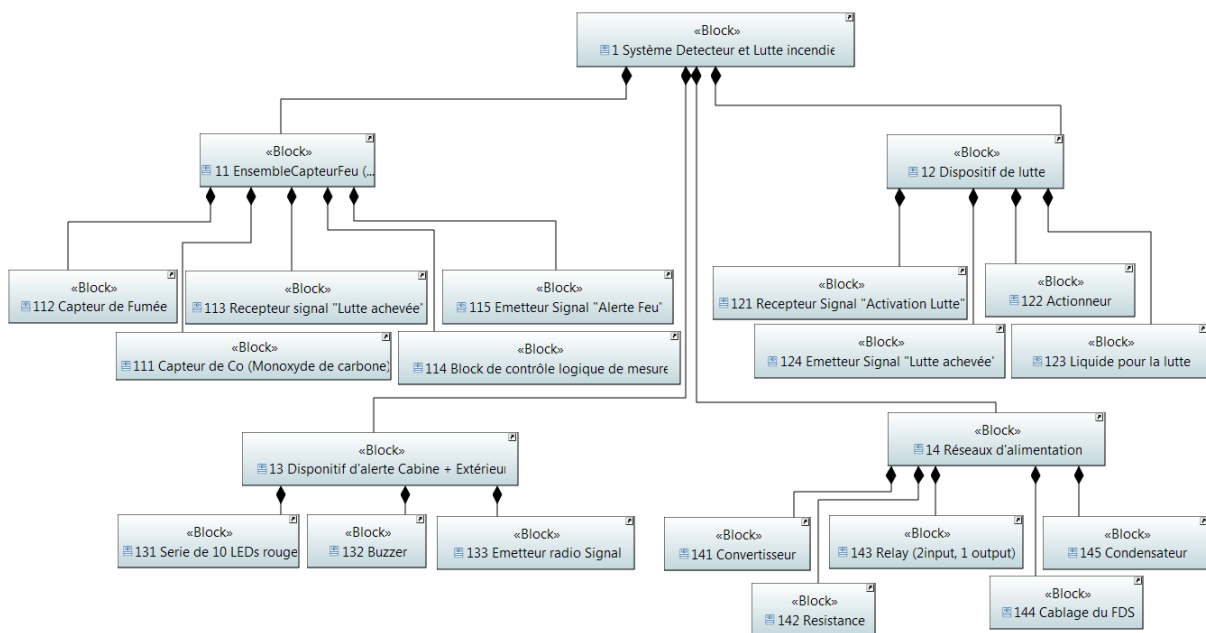 «Block»
1 Système Detecteur et Lutte incendie
«Block»
11 EnsembleCapteurFeu (...
«Block»
12 Dispositif de lutte
«Block»
112 Capteur de Fumée
«Block»
113 Recepteur signal "Lutte achevée"
«Block»
115 Emetteur Signal "Alerte Feu"
«Block»
121 Recepteur Signal "Activation Lutte"
«Block»
122 Actionneur
«Block»
111 Capteur de Co (Monoxyde de carbone)
«Block»
114 Block de contrôle logique de mesure
«Block»
124 Emetteur Signal "Lutte achevée"
«Block»
123 Liquide pour la lutte
«Block»
13 Disponitif d'alerte Cabine + Extérieur
«Block»
14 Réseaux d'alimentation
«Block»
131 Serie de 10 LEDs rouge
«Block»
132 Buzzer
«Block»
133 Emetteur radio Signal
«Block»
141 Convertisseur
«Block»
143 Relay (2input, 1 output)
«Block»
145 Condensateur
«Block»
142 Resistance
«Block»
144 Cablage du FDS